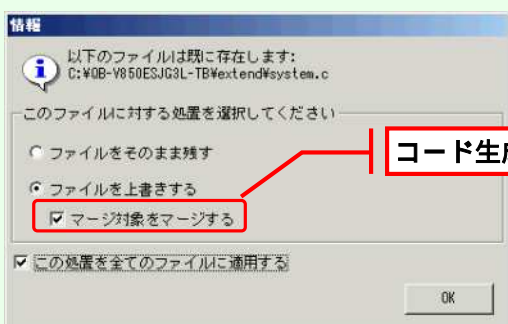 情報
以下のファイルは既に存在します:
C:¥QB-V850ESJG3L-TB¥extend¥system.c
このファイルに対する処置を選択してください
ファイルをそのまま残す
コード生成
ファイルを上書きする
マージ対象をマージする
この処置を全てのファイルに適用する
OK